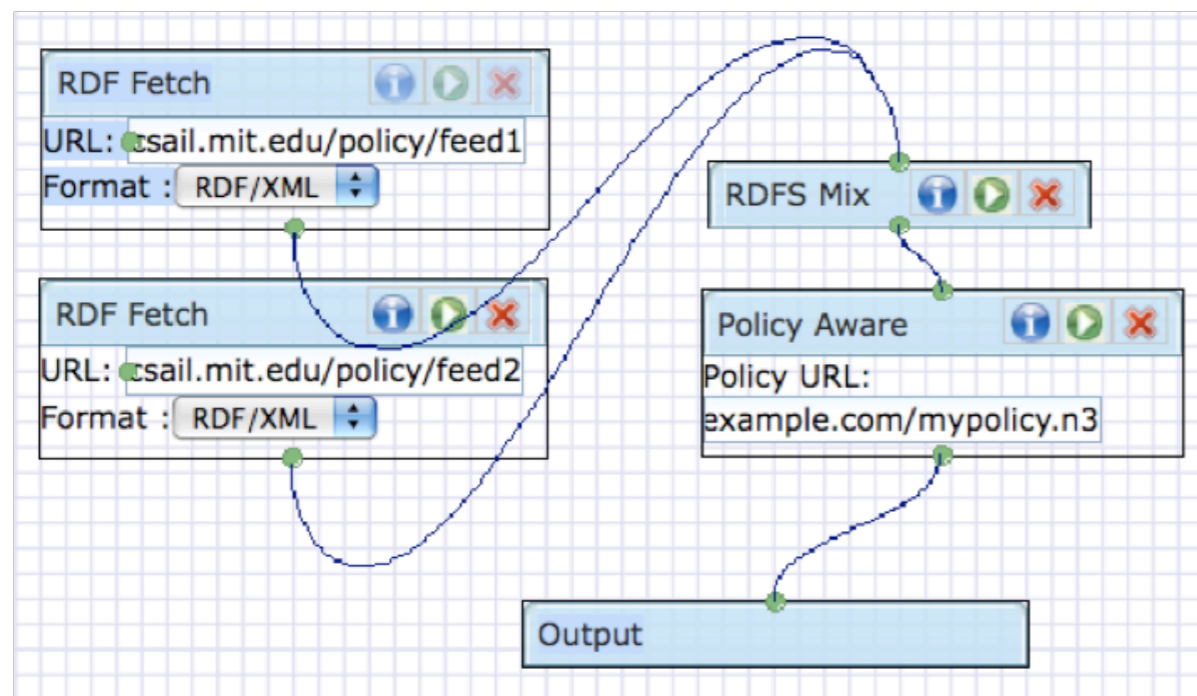 RDF Fetch
URL: csail.mit.edu/policy/feed1
Format : RDF/XML
RDF Fetch
URL: csail.mit.edu/policy/feed2
Format : RDF/XML
RDFS Mix
Policy Aware
Policy URL:
example.com/mypolicy.n3
Output